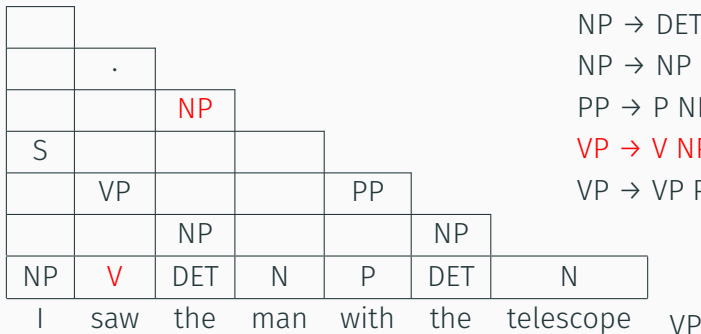 NP → DET
. NP → NP
NP PP → P N
S VP → V N
VP PP VP → VP P
NP NP
NP V DET N P DET N
I saw the man with the telescope VP